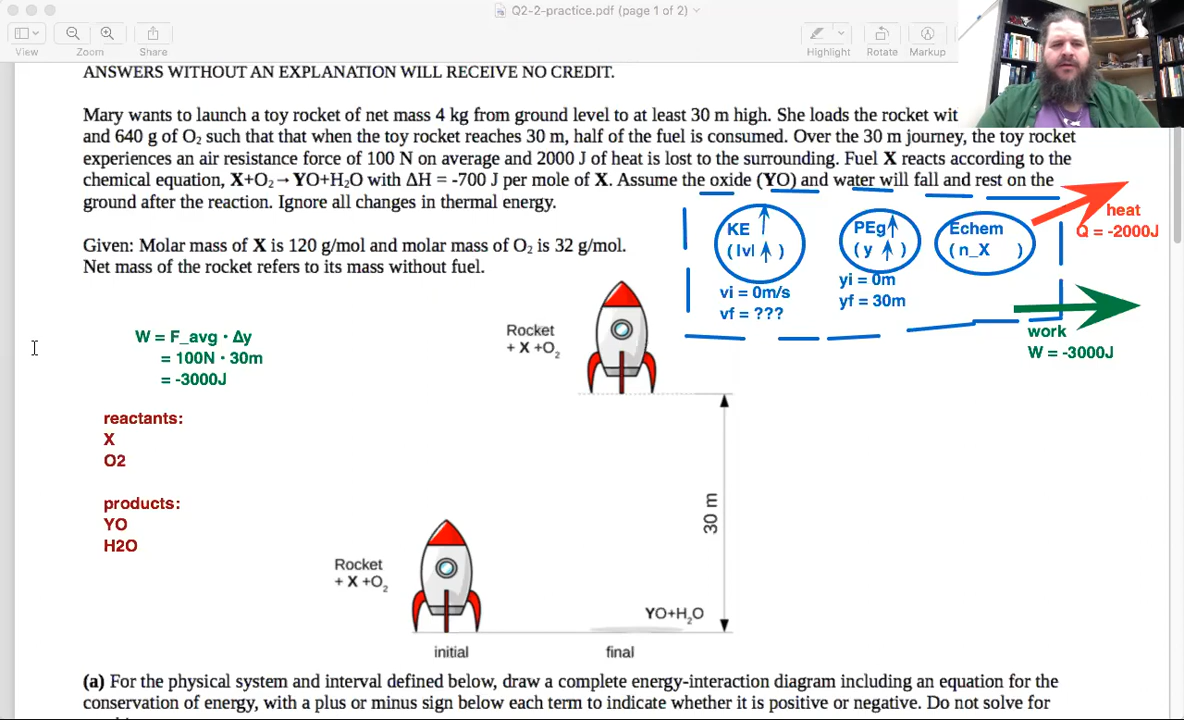 Q2-2-practice.pdf (page 1 of 2)
View
Zoom
Share
Highlight
Rotate
Markup
ANSWERS WITHOUT AN EXPLANATION WILL RECEIVE NO CREDIT.
Mary wants to launch a toy rocket of net mass 4 kg from ground level to at least 30 m high. She loads the rocket
and 640 g of O₂ such that that when the toy rocket reaches 30 m, half of the fuel is consumed. Over the 30 m journey, the toy rocket
experiences an air resistance force of 100 N on average and 2000 J of heat is lost to the surrounding. Fuel X reacts according to the
chemical equation, X+O₂→YO+H₂O with ΔH = -700 J per mole of X. Assume the oxide (YO) and water will fall and rest on the
ground after the reaction. Ignore all changes in thermal energy.
Given: Molar mass of X is 120 g/mol and molar mass of O₂ is 32 g/mol.
Net mass of the rocket refers to its mass without fuel.
KE
(lvl ↑ )
vi = 0m/s
vf = ???
PEg
(y ↑ )
yi = 0m
yf = 30m
Echem
(n_X )
heat
Q = -2000J
work
W = -3000J
W = F_avg · Δy
= 100N · 30m
= -3000J
reactants:
X
O2
products:
YO
H2O
Rocket
+ X +O₂
30 m
Rocket
+ X +O₂
YO+H₂O
initial
final
(a) For the physical system and interval defined below, draw a complete energy-interaction diagram including an equation for the
conservation of energy, with a plus or minus sign below each term to indicate whether it is positive or negative. Do not solve for